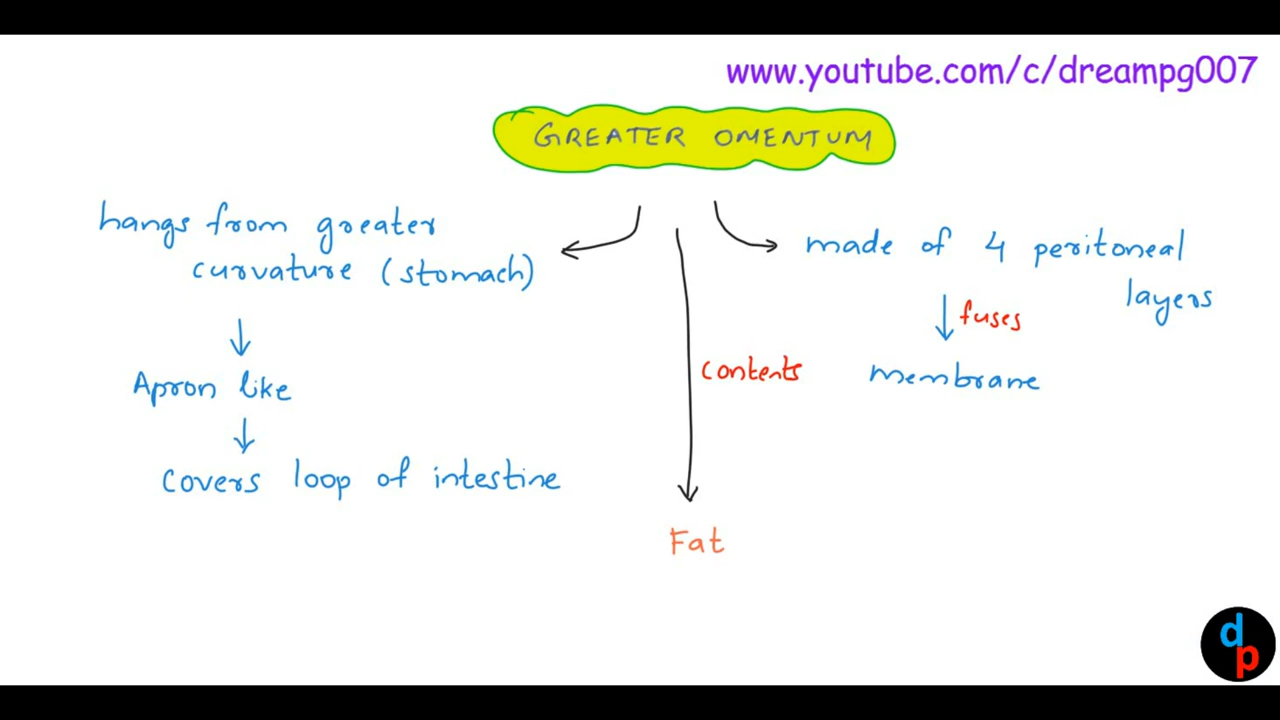 www.youtube.com/c/dreampg007
GREATER OMENTUM
hangs from greater
curvature (stomach)
Apron like
covers loop of intestine
contents
Fat
made of 4 peritoneal
layers
fuses
membrane
dp